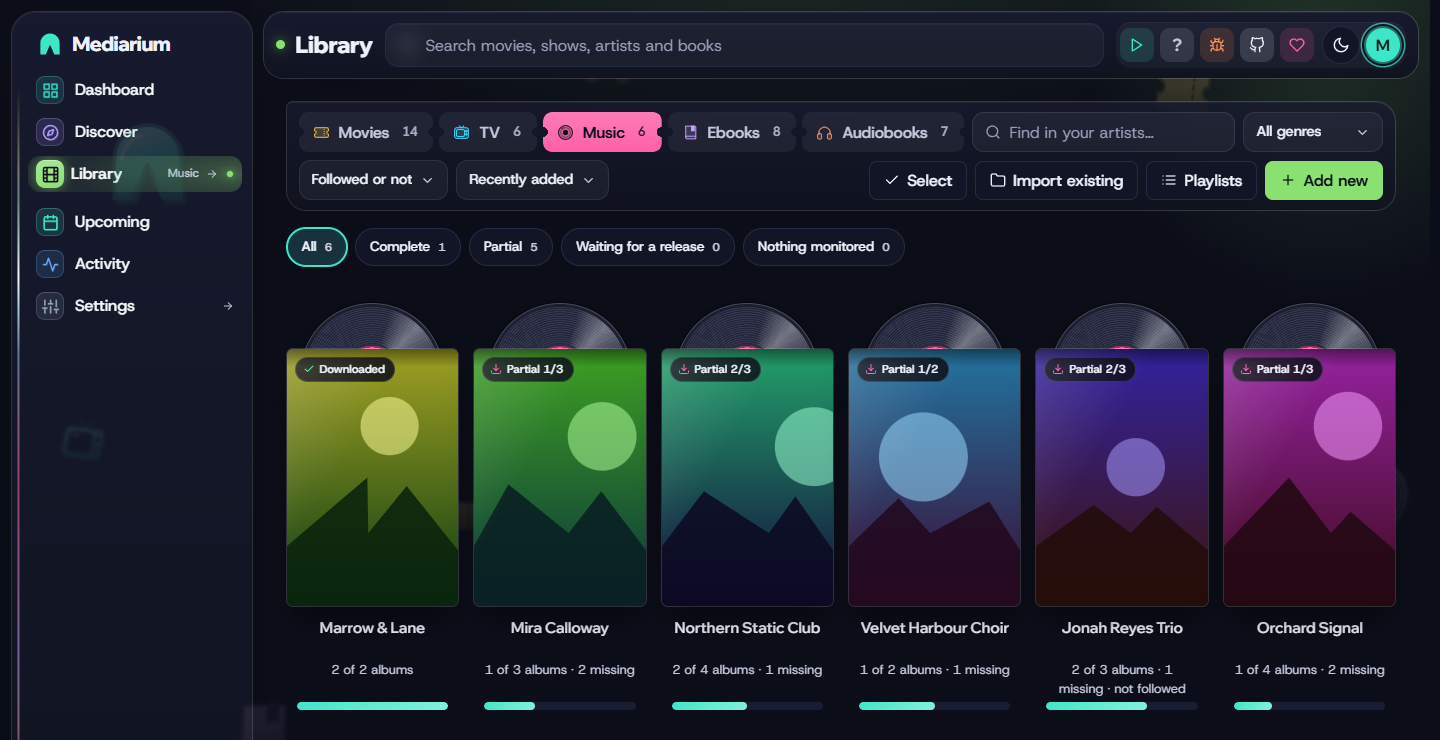 Mediarium
Dashboard
Discover
Library Music →
Upcoming
Activity
Settings →
Library
Search movies, shows, artists and books
?
M
Movies 14
TV 6
Music 6
Ebooks 8
Audiobooks 7
Find in your artists...
All genres
Followed or not
Recently added
Select
Import existing
Playlists
+ Add new
All 6
Complete 1
Partial 5
Waiting for a release 0
Nothing monitored 0
Downloaded
Partial 1/3
Partial 2/3
Partial 1/2
Partial 2/3
Partial 1/3
Marrow & Lane
2 of 2 albums
Mira Calloway
1 of 3 albums · 2 missing
Northern Static Club
2 of 4 albums · 1 missing
Velvet Harbour Choir
1 of 2 albums · 1 missing
Jonah Reyes Trio
2 of 3 albums · 1
missing · not followed
Orchard Signal
1 of 4 albums · 2 missing